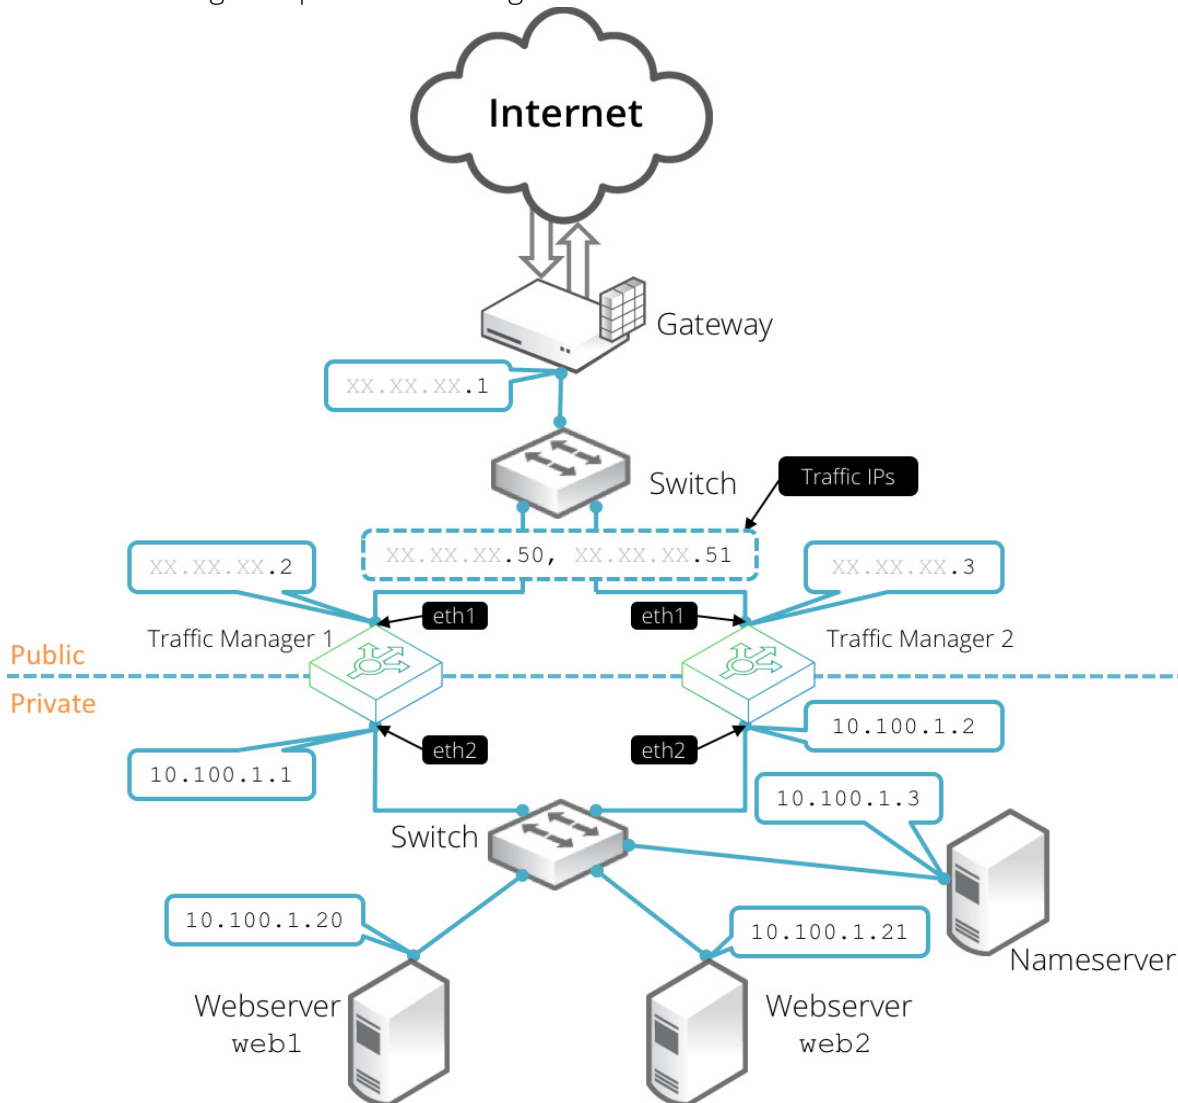 Internet
Gateway
XX.XX.XX.1
Switch
Traffic IPs
XX.XX.XX.50, XX.XX.XX.51
XX.XX.XX.2
XX.XX.XX.3
eth1
eth1
Traffic Manager 1
Traffic Manager 2
Public
Private
10.100.1.2
eth2
eth2
10.100.1.1
10.100.1.3
Switch
10.100.1.20
10.100.1.21
Nameserver
Webserver
web1
Webserver
web2